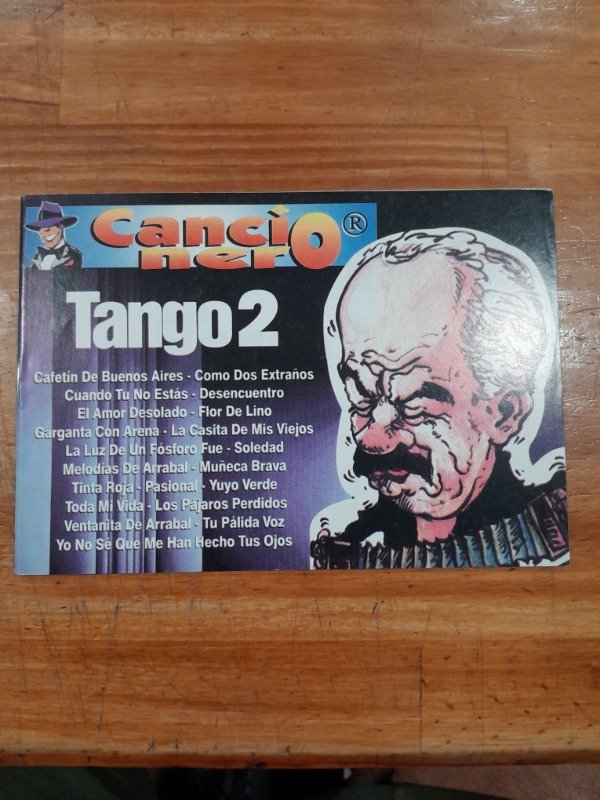 Cancionero®
Tango 2
Cafetín De Buenos Aires - Como Dos Extraños
Cuando Tu No Estás - Desencuentro
El Amor Desolado - Flor De Lino
Garganta Con Arena - La Casita De Mis Viejos
La Luz De Un Fósforo Fue - Soledad
Melodías De Arrabal - Muñeca Brava
Tinta Roja - Pasional - Yuyo Verde
Toda Mi Vida - Los Pájaros Perdidos
Ventanita De Arrabal - Tu Pálida Voz
Yo No Sé Que Me Han Hecho Tus Ojos